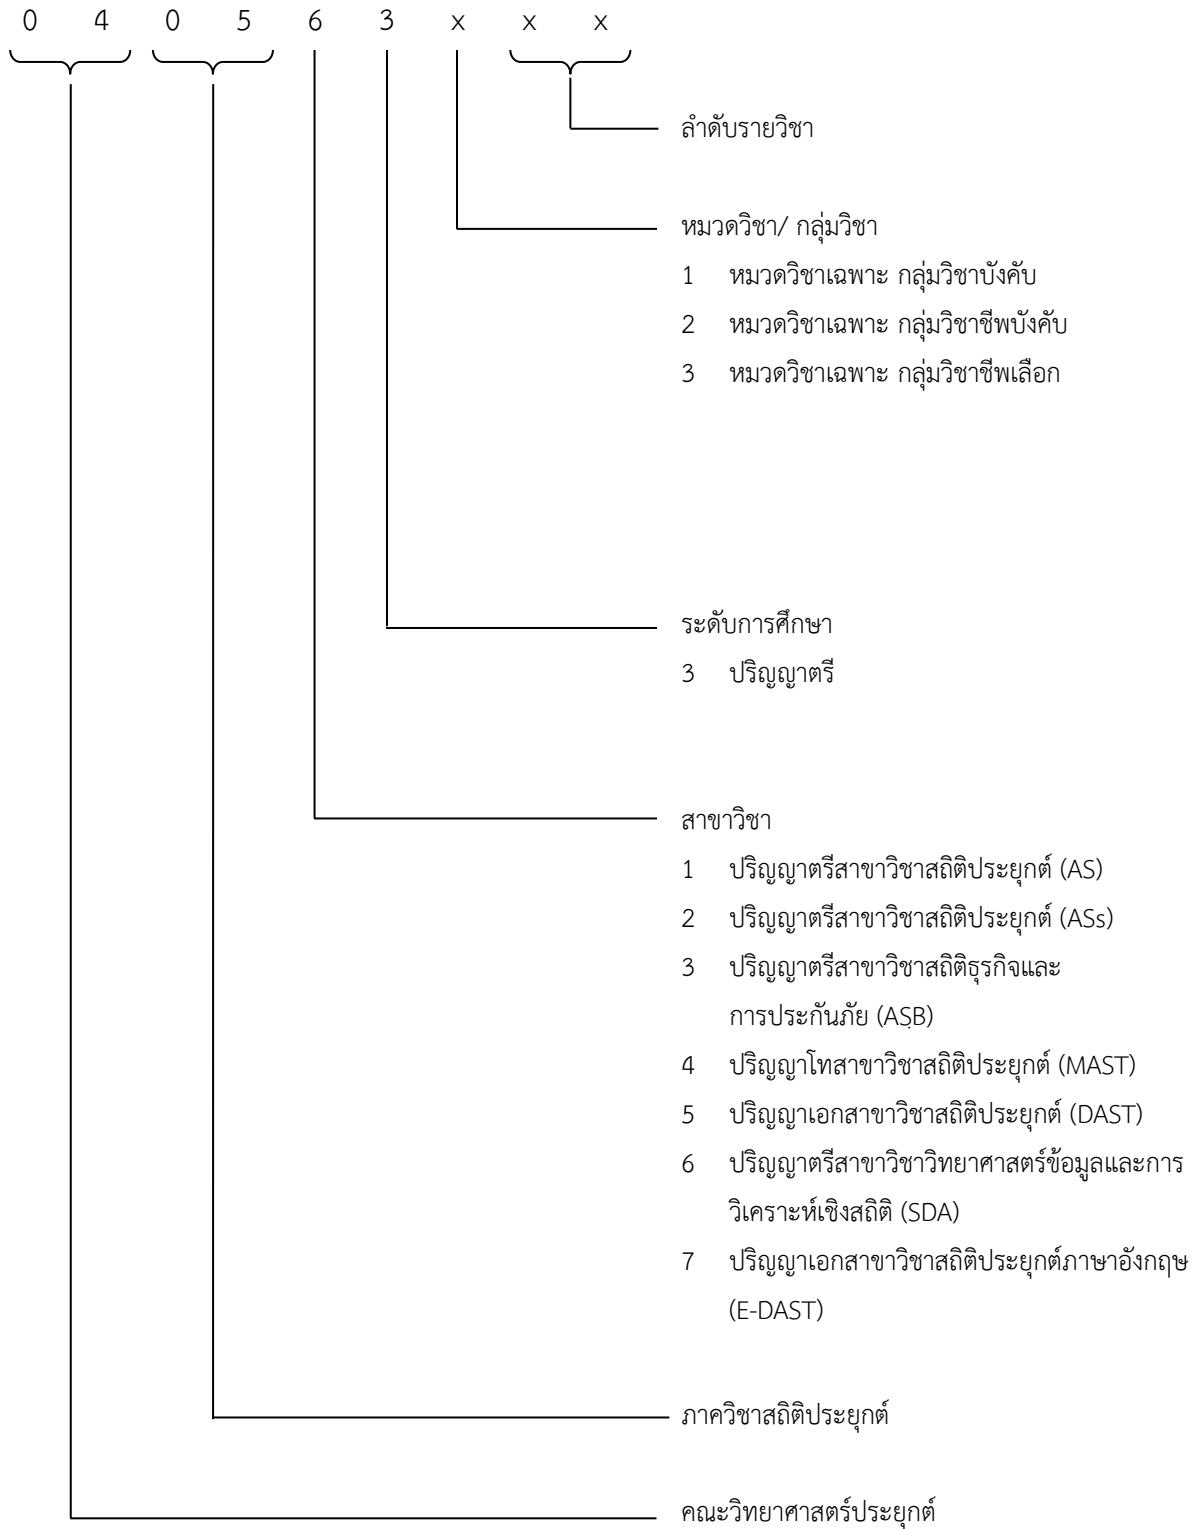 0 4 0 5 6 3 x x x
ลำดับรายวิชา
หมวดวิชา/ กลุ่มวิชา
1 หมวดวิชาเฉพาะ กลุ่มวิชาบังคับ
2 หมวดวิชาเฉพาะ กลุ่มวิชาชีพบังคับ
3 หมวดวิชาเฉพาะ กลุ่มวิชาชีพเลือก
ระดับการศึกษา
3 ปริญญาตรี
สาขาวิชา
1 ปริญญาตรีสาขาวิชาสถิติประยุกต์ (AS)
2 ปริญญาตรีสาขาวิชาสถิติประยุกต์ (ASs)
3 ปริญญาตรีสาขาวิชาสถิติธุรกิจและ
การประกันภัย (ASB)
4 ปริญญาโทสาขาวิชาสถิติประยุกต์ (MAST)
5 ปริญญาเอกสาขาวิชาสถิติประยุกต์ (DAST)
6 ปริญญาตรีสาขาวิชาวิทยาศาสตร์ข้อมูลและการ
วิเคราะห์เชิงสถิติ (SDA)
7 ปริญญาเอกสาขาวิชาสถิติประยุกต์ภาษาอังกฤษ
(E-DAST)
ภาควิชาสถิติประยุกต์
คณะวิทยาศาสตร์ประยุกต์